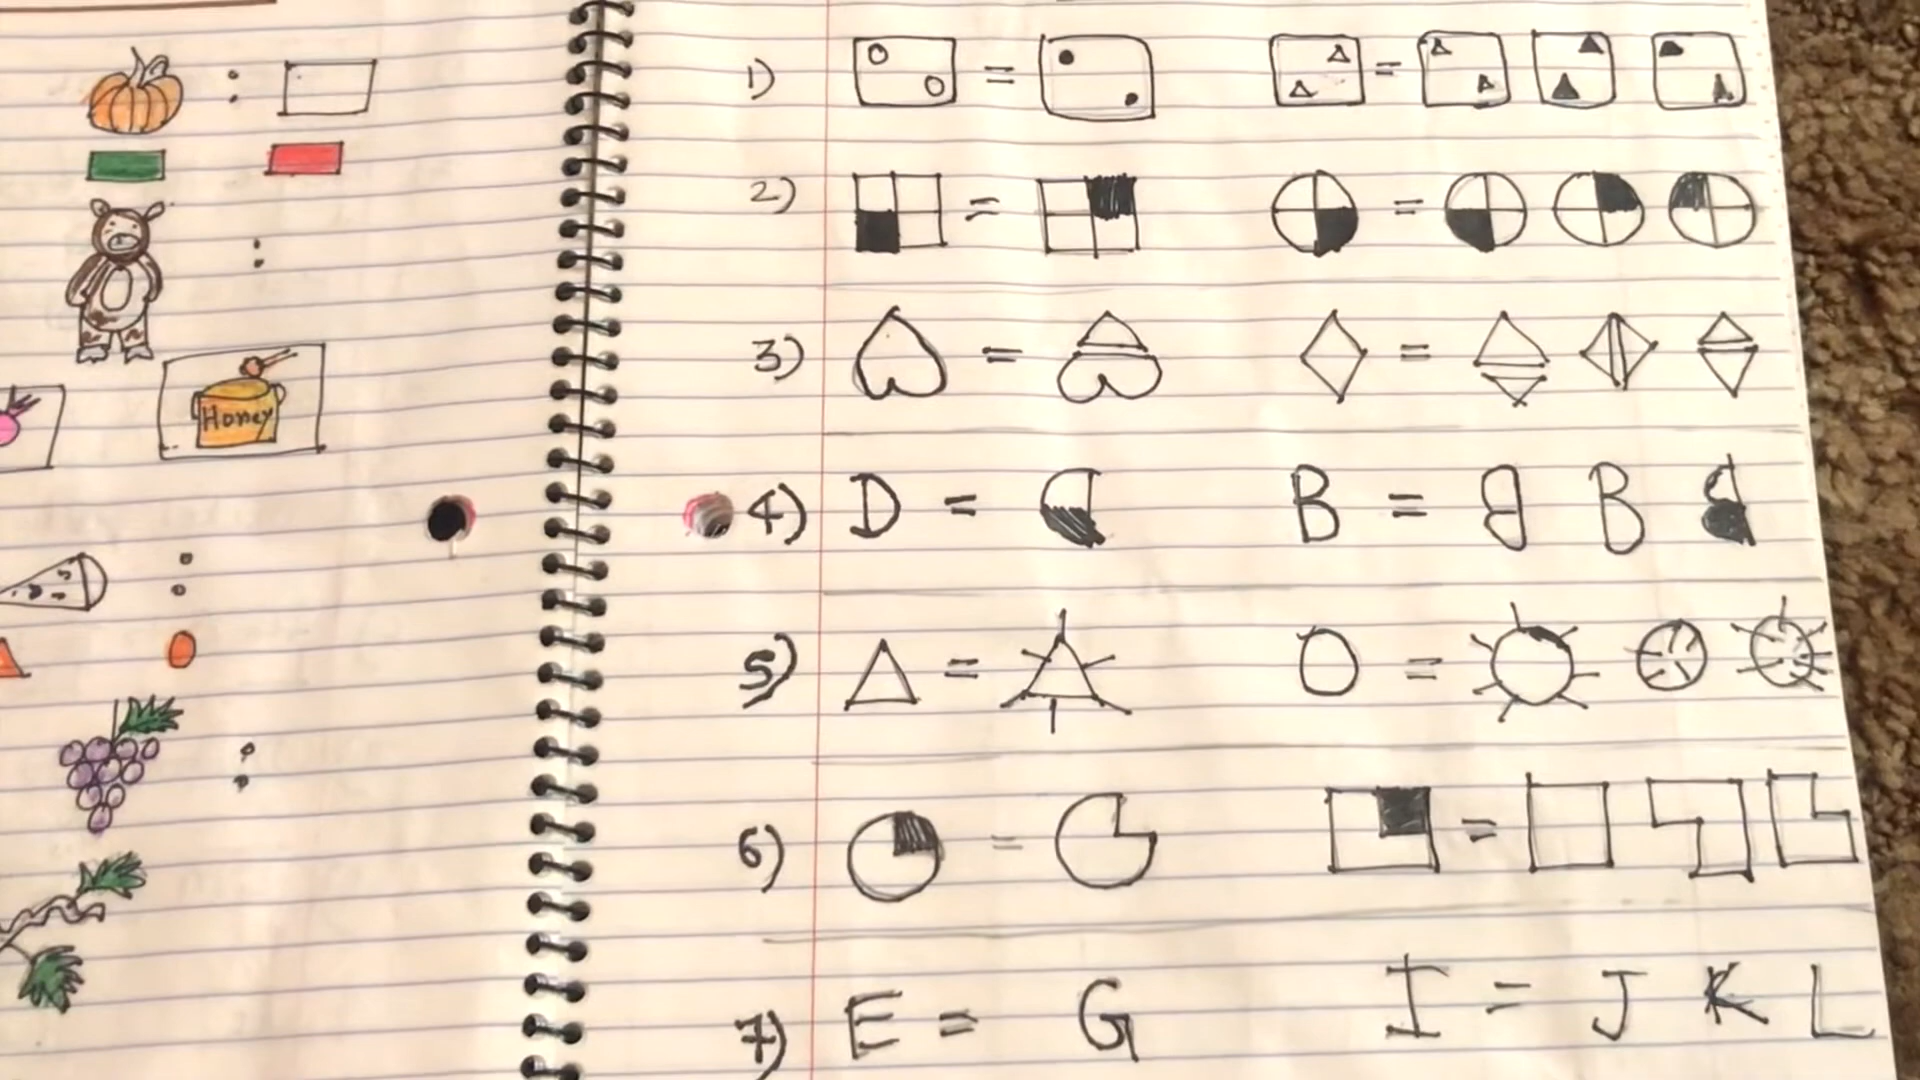 Honey
1) = =
2) = =
3) = =
4) D = B = B
5) = =
6) = =
7) E = G I = J K L